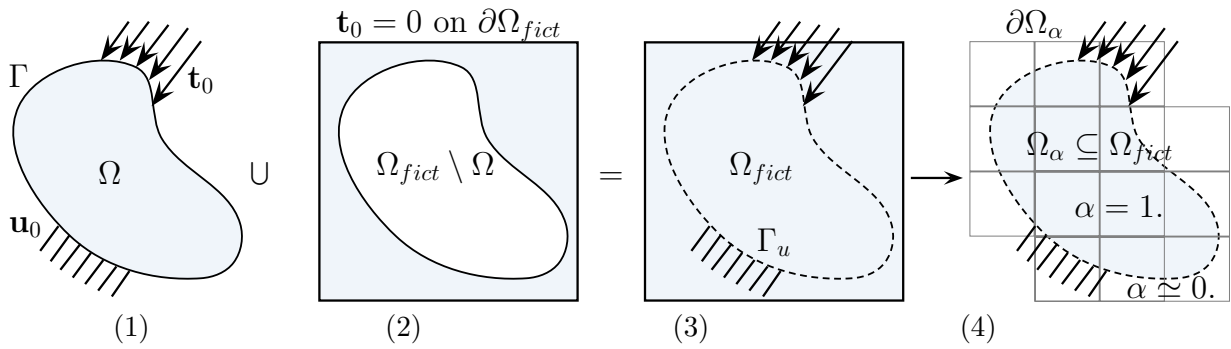 t₀ = 0 on ∂Ω_fict
∂Ω_α
Γ
t₀
Ω
∪
Ω_fict \ Ω
=
Ω_fict
Ω_α ⊆ Ω_fict
α = 1.
u₀
Γ_u
α ≃ 0.
(1)
(2)
(3)
(4)